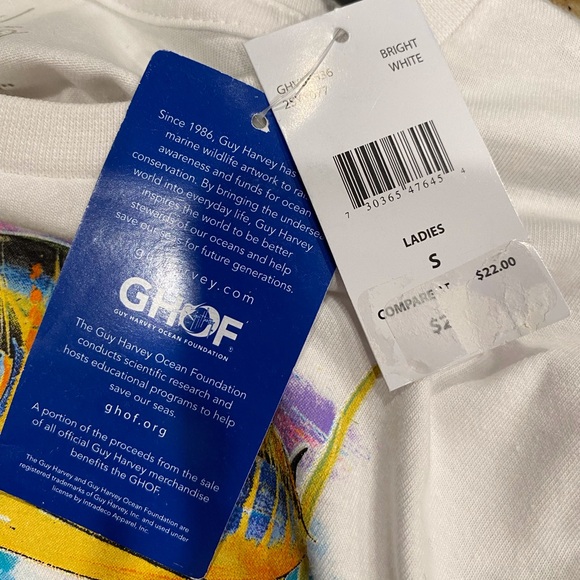 Since 1986, Guy Harvey has
marine wildlife artwork to
awareness and funds for ocean
conservation. By bringing the
world into everyday life, Guy Harvey
inspires the world to be better
stewards of our oceans and help
save our seas for future generations.
GHOF
GUY HARVEY OCEAN FOUNDATION
The Guy Harvey Ocean Foundation
conducts scientific research and
hosts educational programs to help
save our seas.
ghof.org
A portion of the proceeds from the sale
of all official Guy Harvey merchandise
benefits the GHOF.
The Guy Harvey and Guy Harvey Ocean Foundation are
registered trademarks of Guy Harvey, Inc. and used under
license by Intradeco Apparel, Inc.
BRIGHT
WHITE
7 30365 47645 4
LADIES
S
COMPARE AT
$22.00